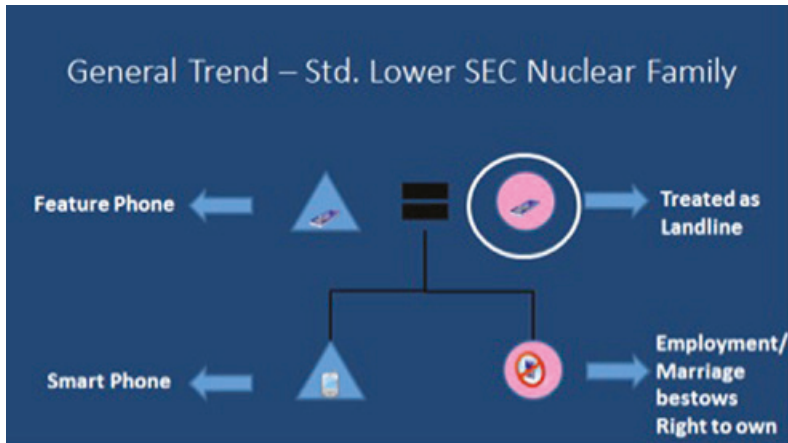 General Trend – Std. Lower SEC Nuclear Family
Feature Phone
Treated as
Landline
Smart Phone
Employment/
Marriage
bestows
Right to own